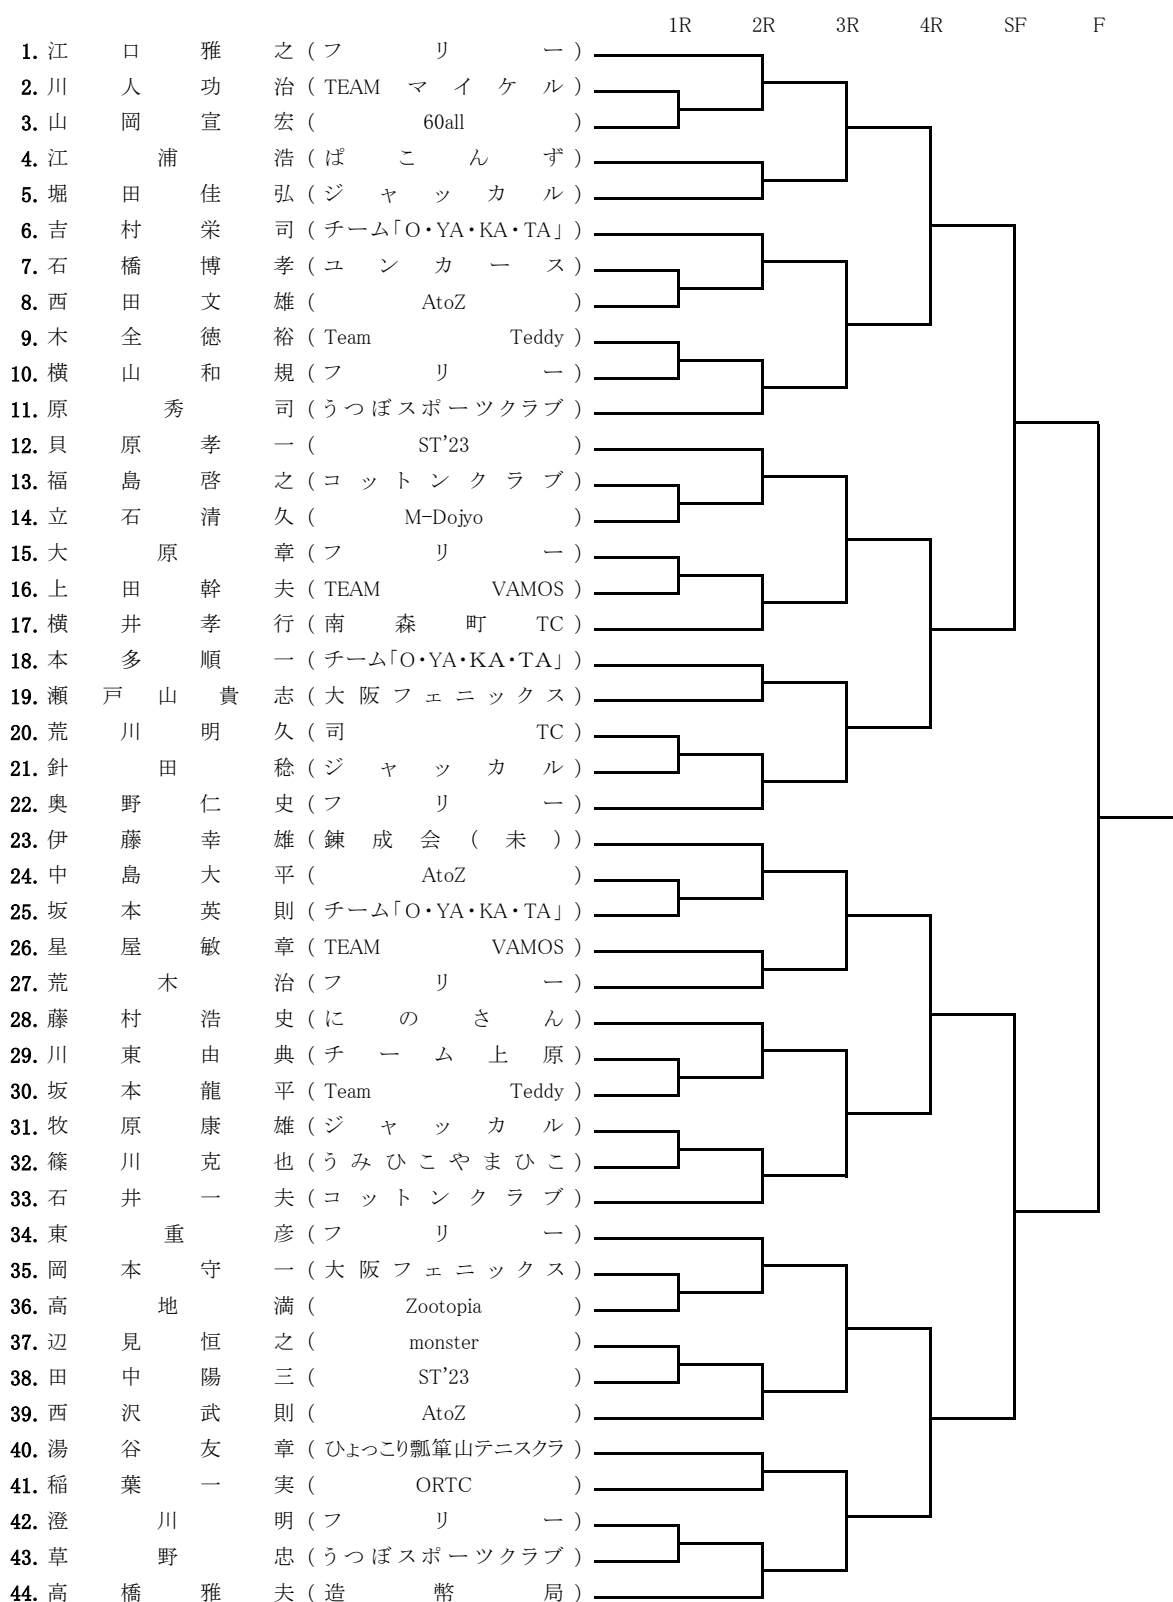 1R 2R 3R 4R SF F
1. 江口雅之 (フリー)
2. 川人功治 (TEAM マイケル)
3. 山岡宣宏 (60all)
4. 江浦浩 (ぱこんず)
5. 堀田佳弘 (ジャッカル)
6. 吉村栄司 (チーム「O・YA・KA・TA」)
7. 石橋博孝 (ユンカース)
8. 西田文雄 (AtoZ)
9. 木全徳裕 (Team Teddy)
10. 横山和規 (フリー)
11. 原秀司 (うつぼスポーツクラブ)
12. 貝原孝一 (ST'23)
13. 福島啓之 (コットンクラブ)
14. 立石清久 (M-Dojyo)
15. 大原章 (フリー)
16. 上田幹夫 (TEAM VAMOS)
17. 横井孝行 (南森町 TC)
18. 本多順一 (チーム「O・YA・KA・TA」)
19. 瀬戸山貴志 (大阪フェニックス)
20. 荒川明久 (司 TC)
21. 針田稔 (ジャッカル)
22. 奥野仁史 (フリー)
23. 伊藤幸雄 (錬成会(未))
24. 中島大平 (AtoZ)
25. 坂本英則 (チーム「O・YA・KA・TA」)
26. 星屋敏章 (TEAM VAMOS)
27. 荒木治 (フリー)
28. 藤村浩史 (にのさん)
29. 川東由典 (チーム上原)
30. 坂本龍平 (Team Teddy)
31. 牧原康雄 (ジャッカル)
32. 篠川克也 (うみひこやまひこ)
33. 石井一夫 (コットンクラブ)
34. 東重彦 (フリー)
35. 岡本守一 (大阪フェニックス)
36. 高地満 (Zootopia)
37. 辺見恒之 (monster)
38. 田中陽三 (ST'23)
39. 西沢武則 (AtoZ)
40. 湯谷友章 (ひょっこり瓢箪山テニスクラ)
41. 稲葉一実 (ORTC)
42. 澄川明 (フリー)
43. 草野忠 (うつぼスポーツクラブ)
44. 高橋雅夫 (造幣局)